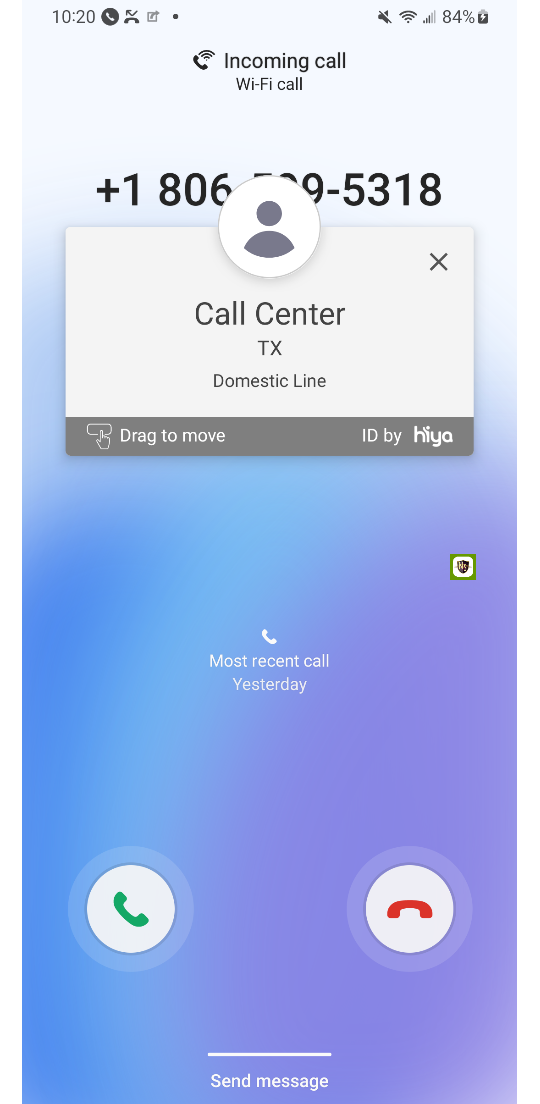 10:20 84%
Incoming call
Wi-Fi call
+1 806 9-5318
Call Center
TX
Domestic Line
Drag to move ID by hiya
Most recent call
Yesterday
Send message